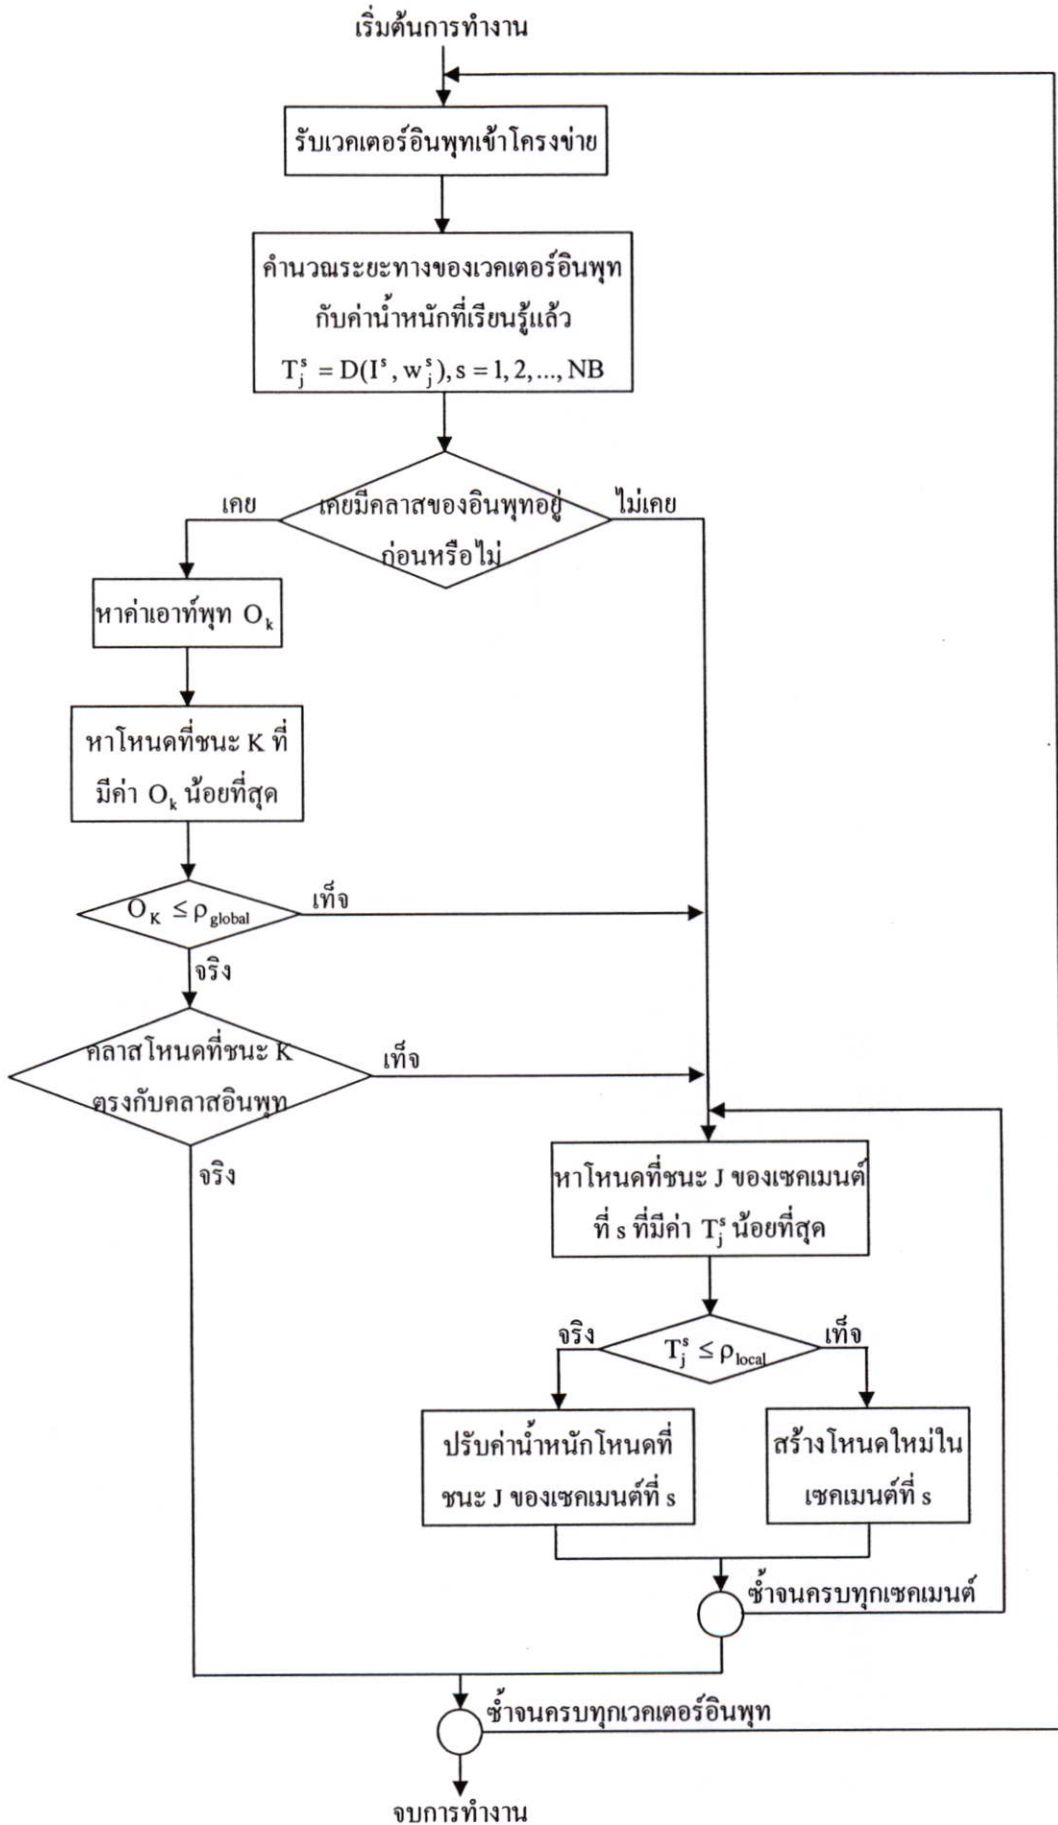 เริ่มต้นการทำงาน
รับเวคเตอร์อินพุทเข้าโครงข่าย
คำนวณระยะทางของเวคเตอร์อินพุท
กับค่าน้ำหนักที่เรียนรู้แล้ว
T_j^s = D(I^s, w_j^s), s = 1, 2, ..., NB
เคย
เคยมีคลาสของอินพุทอยู่
ก่อนหรือไม่
ไม่เคย
หาค่าเอาท์พุท O_k
หาโหนดที่ชนะ K ที่
มีค่า O_k น้อยที่สุด
O_K ≤ ρ_global
เท็จ
จริง
คลาสโหนดที่ชนะ K
ตรงกับคลาสอินพุท
เท็จ
จริง
หาโหนดที่ชนะ J ของเซคเมนต์
ที่ s ที่มีค่า T_j^s น้อยที่สุด
จริง
T_j^s ≤ ρ_local
เท็จ
ปรับค่าน้ำหนักโหนดที่
ชนะ J ของเซคเมนต์ที่ s
สร้างโหนดใหม่ใน
เซคเมนต์ที่ s
ซ้ำจนครบทุกเซคเมนต์
ซ้ำจนครบทุกเวคเตอร์อินพุท
จบการทำงาน